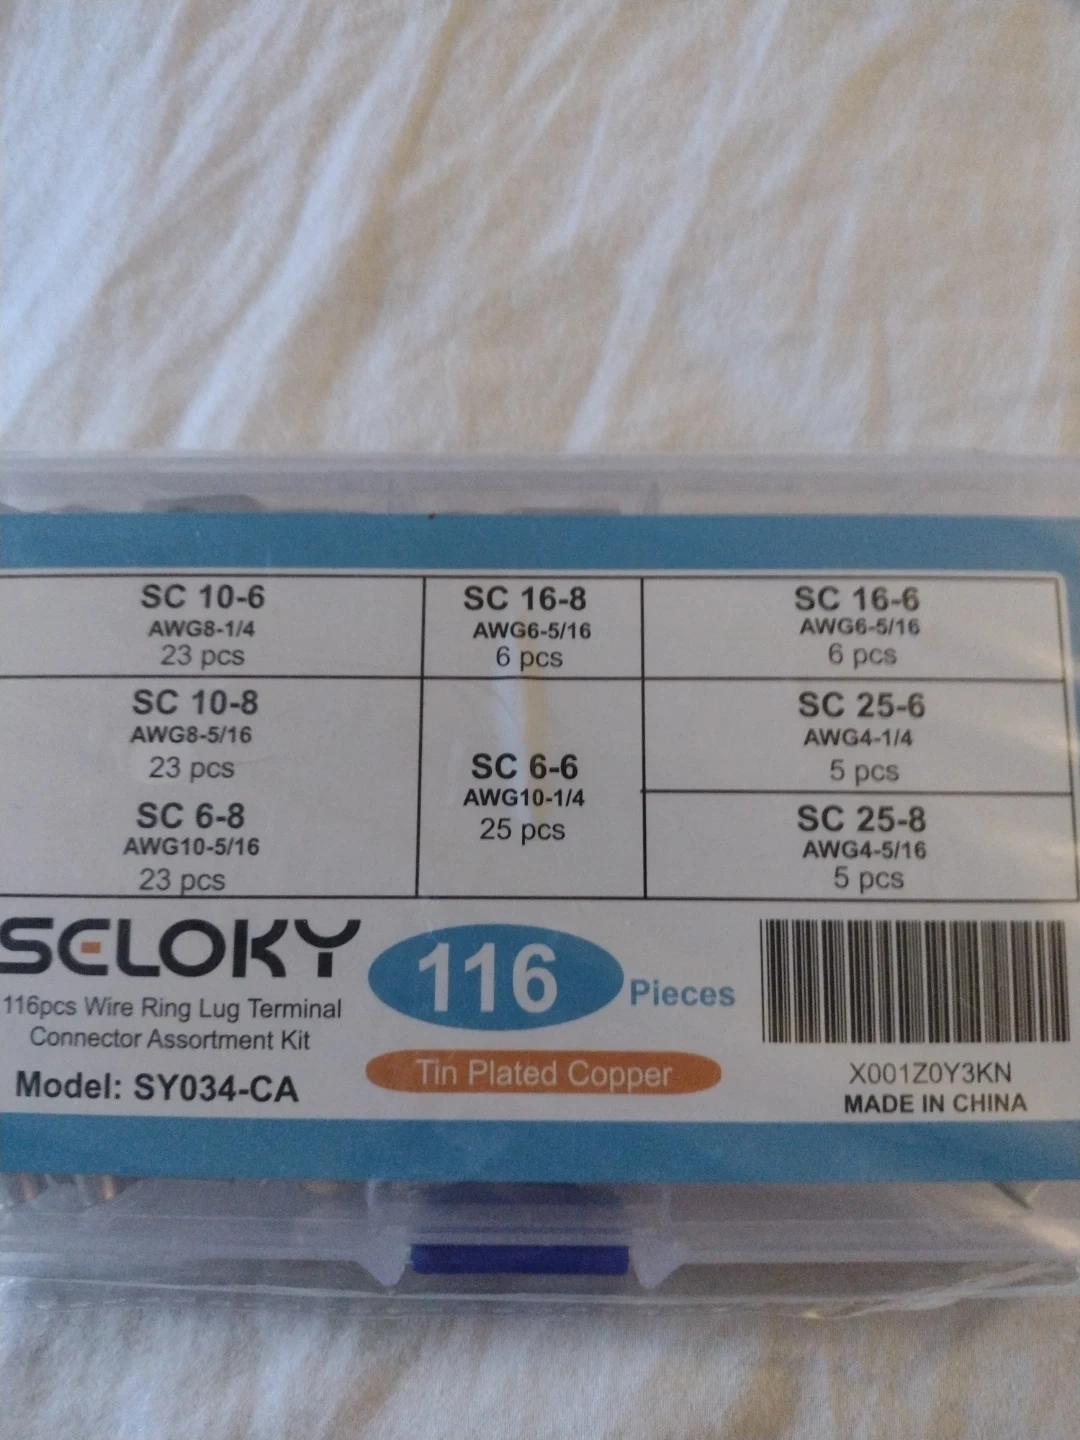 SC 10-6
AWG8-1/4
23 pcs
SC 16-8
AWG6-5/16
6 pcs
SC 16-6
AWG6-5/16
6 pcs
SC 10-8
AWG8-5/16
23 pcs
SC 6-8
AWG10-5/16
23 pcs
SC 6-6
AWG10-1/4
25 pcs
SC 25-6
AWG4-1/4
5 pcs
SC 25-8
AWG4-5/16
5 pcs
SELOKY
116pcs Wire Ring Lug Terminal
Connector Assortment Kit
Model: SY034-CA
116 Pieces
Tin Plated Copper
X001Z0Y3KN
MADE IN CHINA